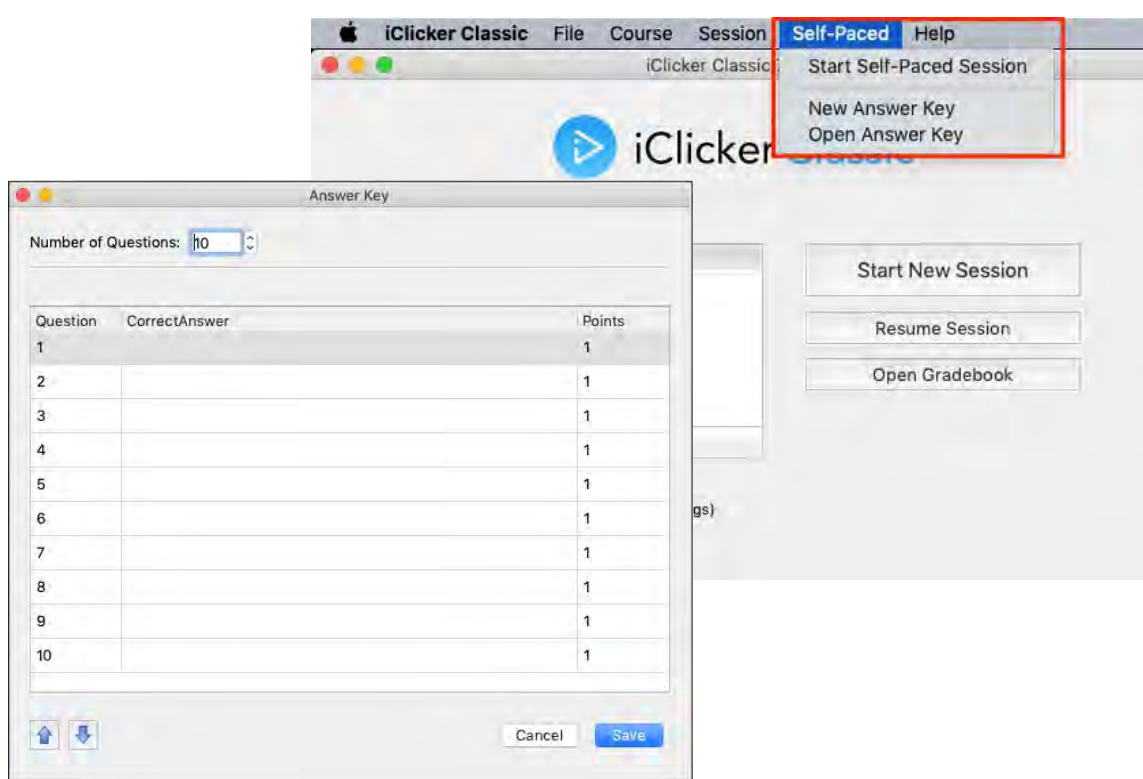 iClicker Classic File Course Session Self-Paced Help
iClicker Classic
Start Self-Paced Session
New Answer Key
Open Answer Key
iClicker
Answer Key
Number of Questions: 10
Start New Session
Resume Session
Open Gradebook
Question CorrectAnswer Points
1 1
2 1
3 1
4 1
5 1
6 1
7 1
8 1
9 1
10 1
gs)
Cancel Save